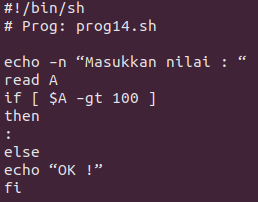 #!/bin/sh
# Prog: prog14.sh
echo –n “Masukkan nilai : “
read A
if [ $A –gt 100 ]
then
:
else
echo “OK !”
fi